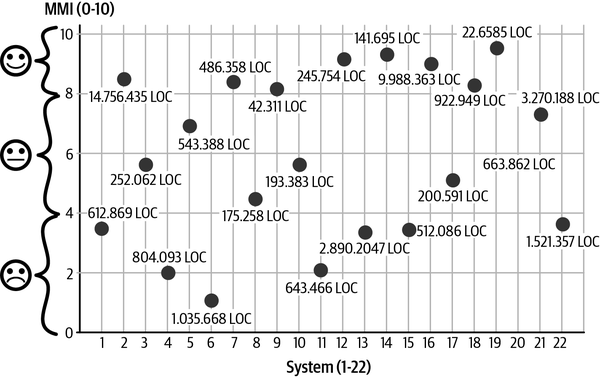 MMI (0-10)
10
8
6
4
2
0
141.695 LOC
22.6585 LOC
486.358 LOC
245.754 LOC
9.988.363 LOC
14.756.435 LOC
42.311 LOC
922.949 LOC
3.270.188 LOC
543.388 LOC
663.862 LOC
252.062 LOC
193.383 LOC
200.591 LOC
612.869 LOC
175.258 LOC
512.086 LOC
2.890.2047 LOC
1.521.357 LOC
804.093 LOC
643.466 LOC
1.035.668 LOC
1 2 3 4 5 6 7 8 9 10 11 12 13 14 15 16 17 18 19 20 21 22
System (1-22)